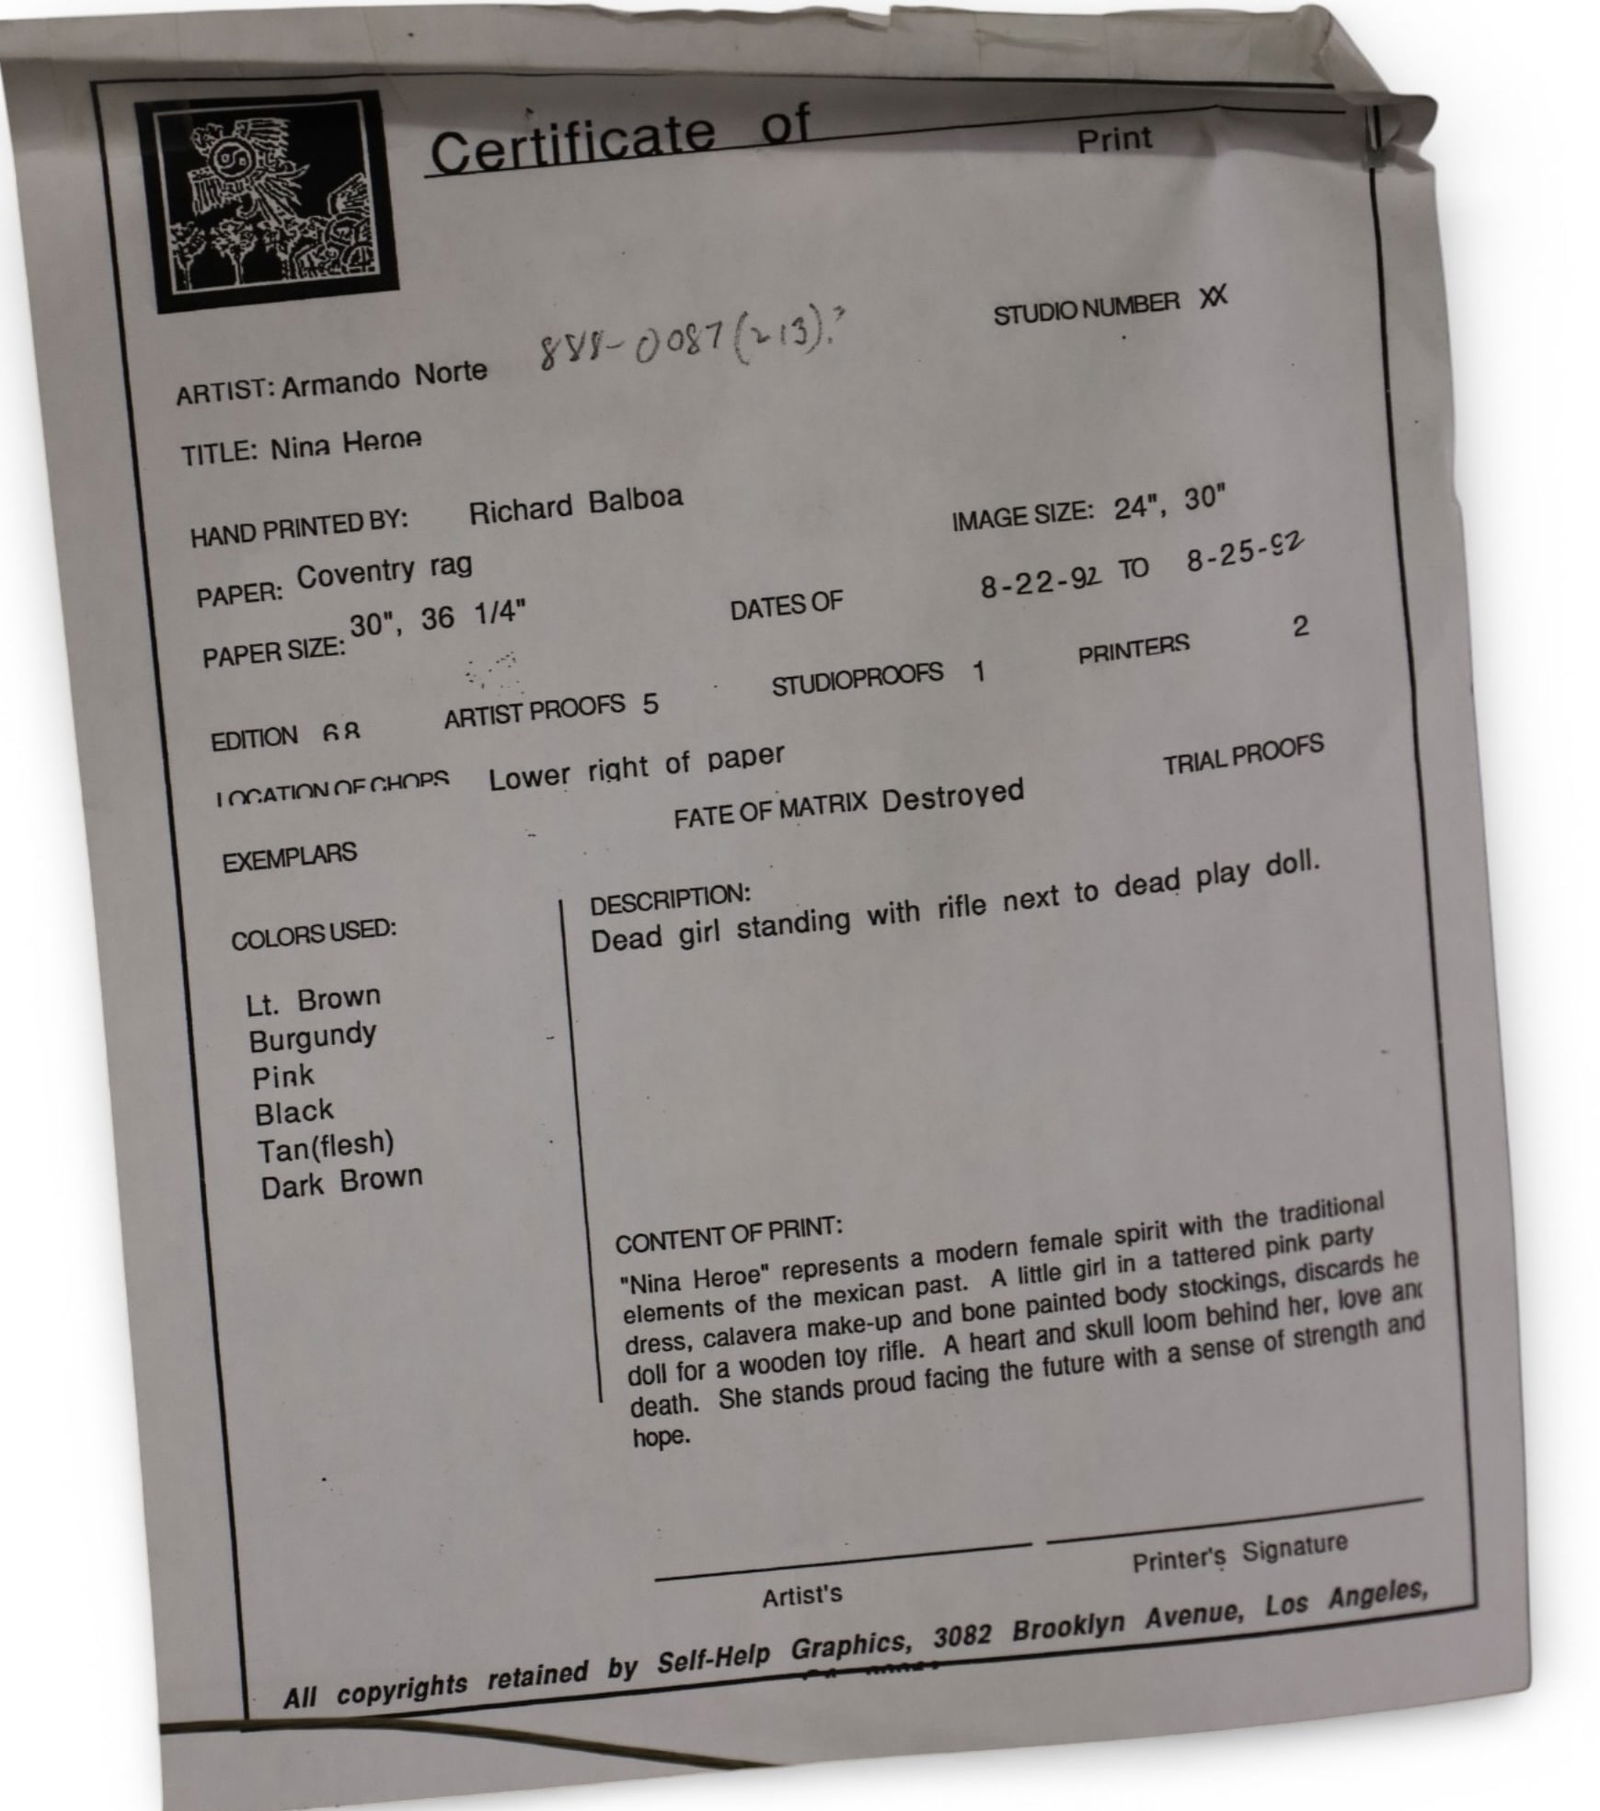 Certificate of
Print
888-0087 (213)?
STUDIO NUMBER XX
ARTIST: Armando Norte
TITLE: Nina Heroe
HAND PRINTED BY: Richard Balboa
IMAGE SIZE: 24", 30"
PAPER: Coventry rag
PAPER SIZE: 30", 36 1/4"
DATES OF 8-22-92 TO 8-25-92
EDITION 68 ARTIST PROOFS 5 STUDIOPROOFS 1 PRINTERS 2
LOCATION OF CHOPS Lower right of paper
TRIAL PROOFS
EXEMPLARS
FATE OF MATRIX Destroyed
COLORS USED:
Lt. Brown
Burgundy
Pink
Black
Tan(flesh)
Dark Brown
DESCRIPTION:
Dead girl standing with rifle next to dead play doll.
CONTENT OF PRINT:
"Nina Heroe" represents a modern female spirit with the traditional
elements of the mexican past. A little girl in a tattered pink party
dress, calavera make-up and bone painted body stockings, discards he
doll for a wooden toy rifle. A heart and skull loom behind her, love and
death. She stands proud facing the future with a sense of strength and
hope.
Artist's
Printer's Signature
All copyrights retained by Self-Help Graphics, 3082 Brooklyn Avenue, Los Angeles,